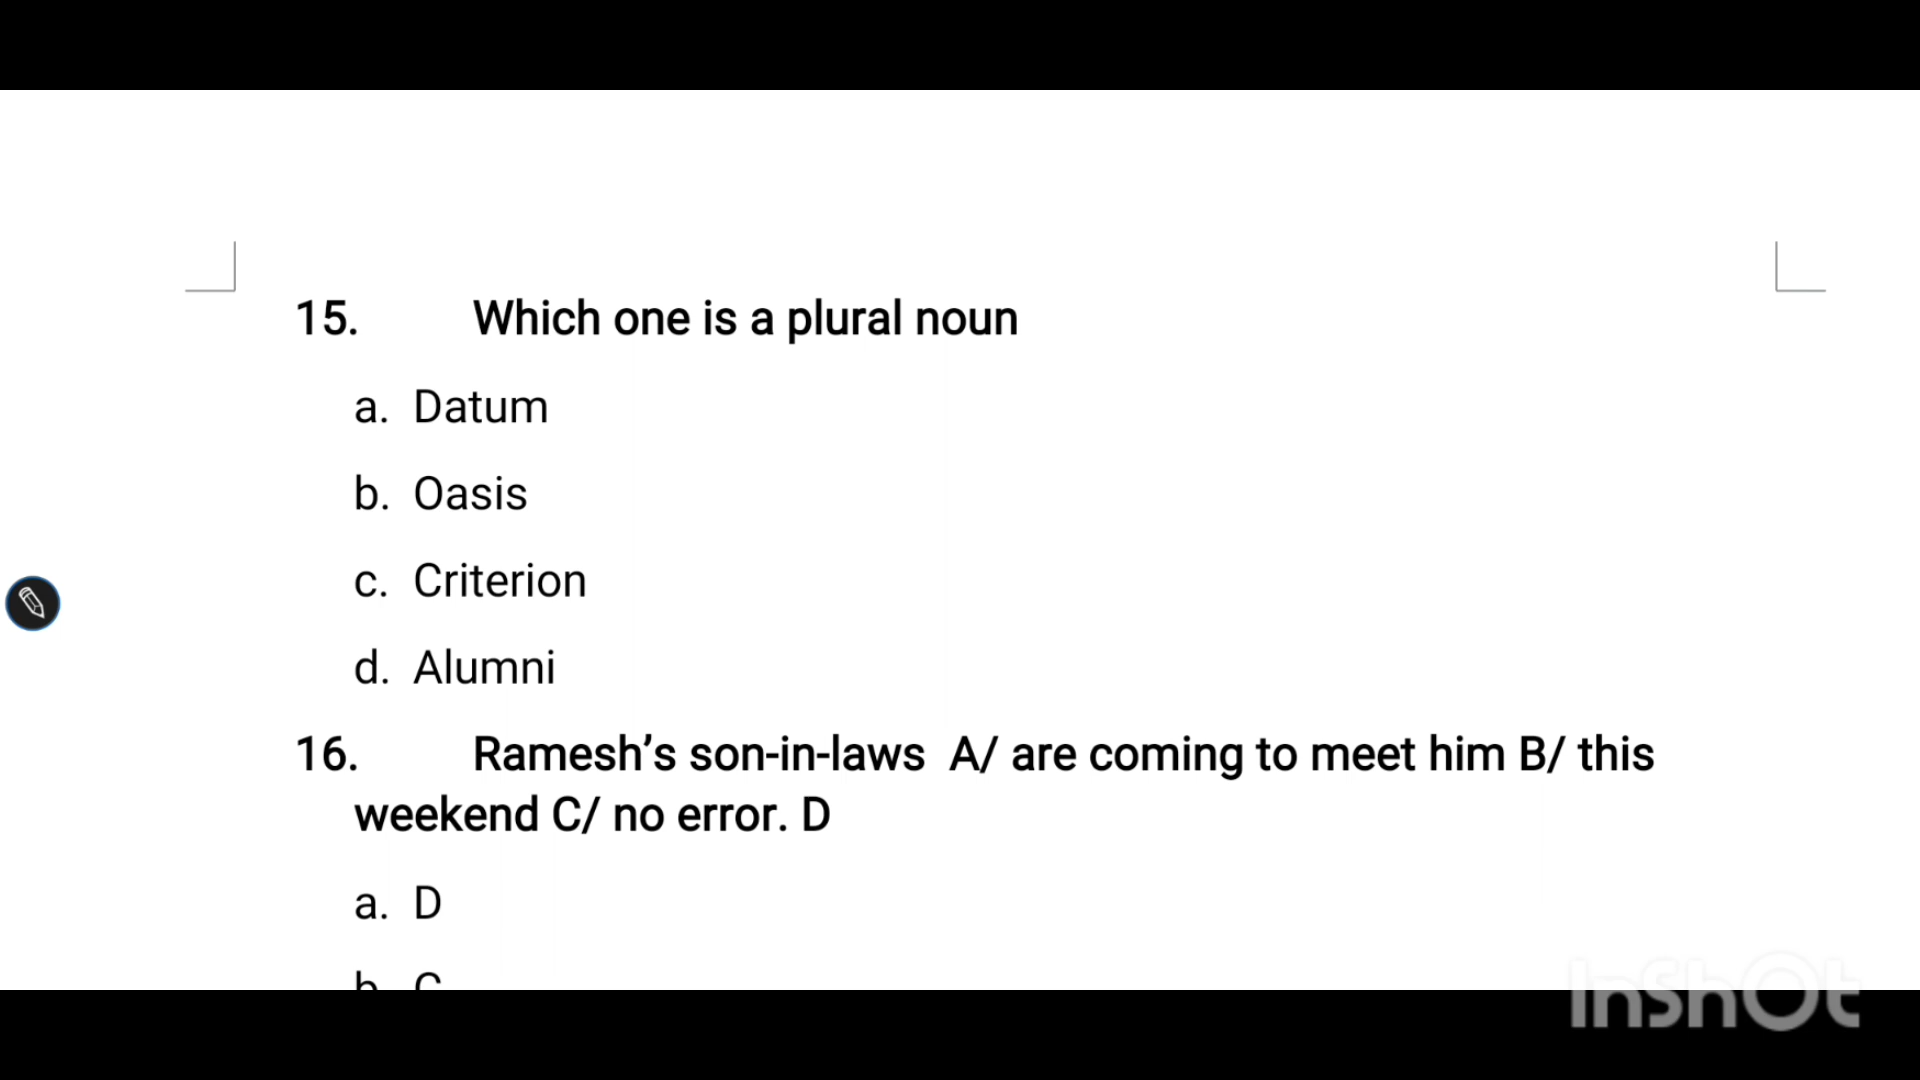 15. Which one is a plural noun
a. Datum
b. Oasis
c. Criterion
d. Alumni
16. Ramesh’s son-in-laws A/ are coming to meet him B/ this
weekend C/ no error. D
a. D
b. C
InShOt